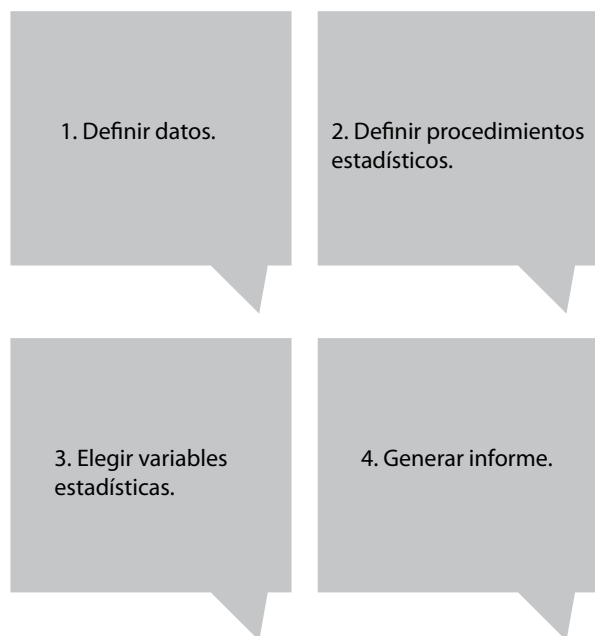 1. Definir datos.
2. Definir procedimientos
estadísticos.
3. Elegir variables
estadísticas.
4. Generar informe.